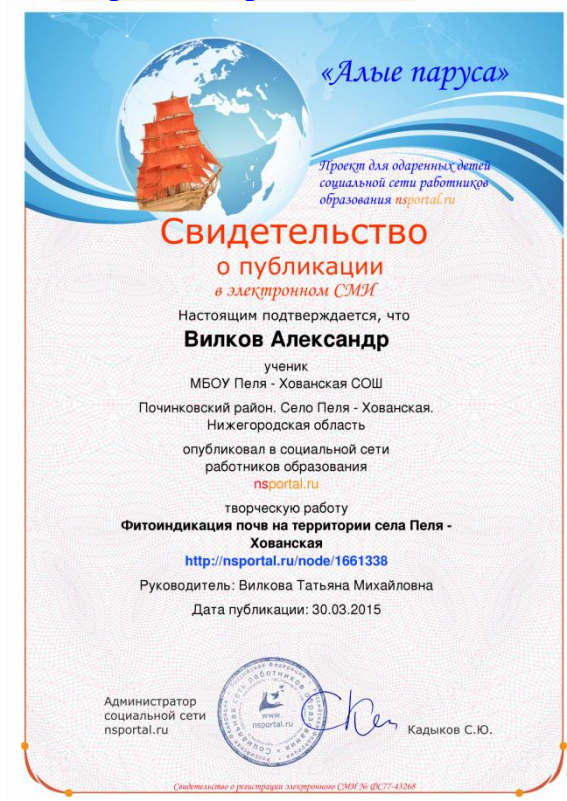 «Алые паруса»
Проект для одаренных детей
социальной сети работников
образования nsportal.ru
Свидетельство
о публикации
в электронном СМИ
Настоящим подтверждается, что
Вилков Александр
ученик
МБОУ Пеля - Хованская СОШ
Починковский район. Село Пеля - Хованская.
Нижегородская область
опубликовал в социальной сети
работников образования
nsportal.ru
творческую работу
Фитоиндикация почв на территории села Пеля -
Хованская
http://nsportal.ru/node/1661338
Руководитель: Вилкова Татьяна Михайловна
Дата публикации: 30.03.2015
Администратор
социальной сети
nsportal.ru
www.
nsportal.ru
Кадыков С.Ю.
Свидетельство о регистрации электронного СМИ № ФС77-43268